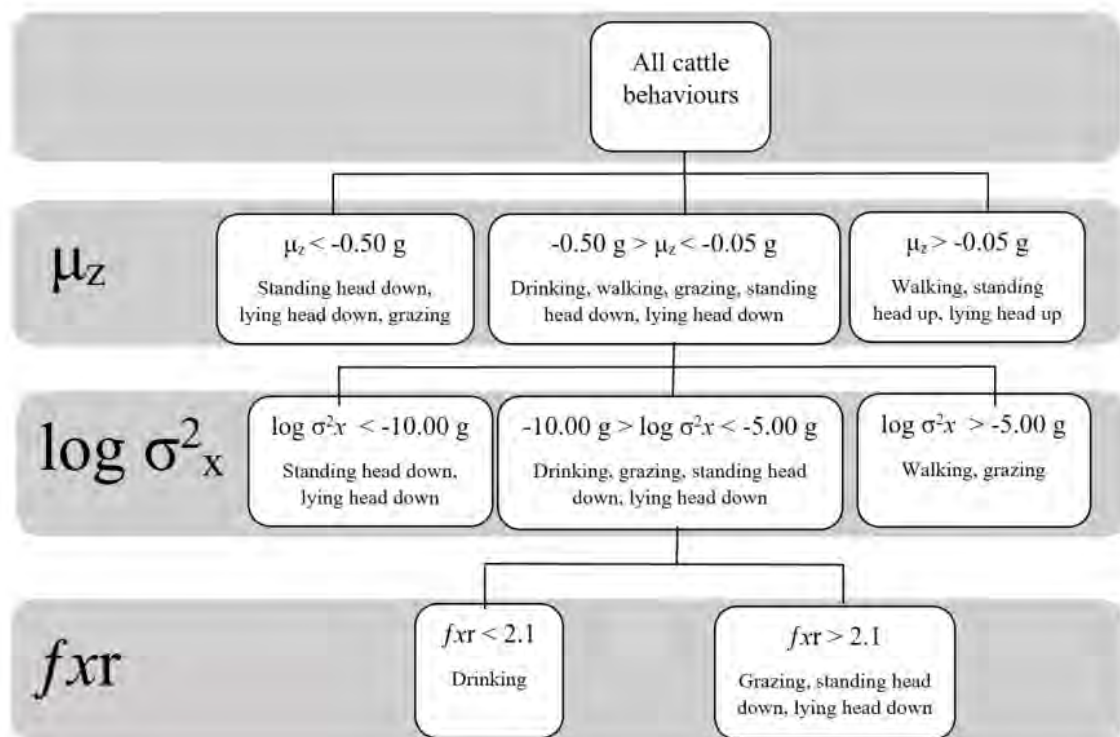 All cattle
behaviours
μz
μz < -0.50 g
Standing head down,
lying head down, grazing
-0.50 g > μz < -0.05 g
Drinking, walking, grazing, standing
head down, lying head down
μz > -0.05 g
Walking, standing
head up, lying head up
log σ²x
log σ²x < -10.00 g
Standing head down,
lying head down
-10.00 g > log σ²x < -5.00 g
Drinking, grazing, standing head
down, lying head down
log σ²x > -5.00 g
Walking, grazing
fxr
fxr < 2.1
Drinking
fxr > 2.1
Grazing, standing head
down, lying head down